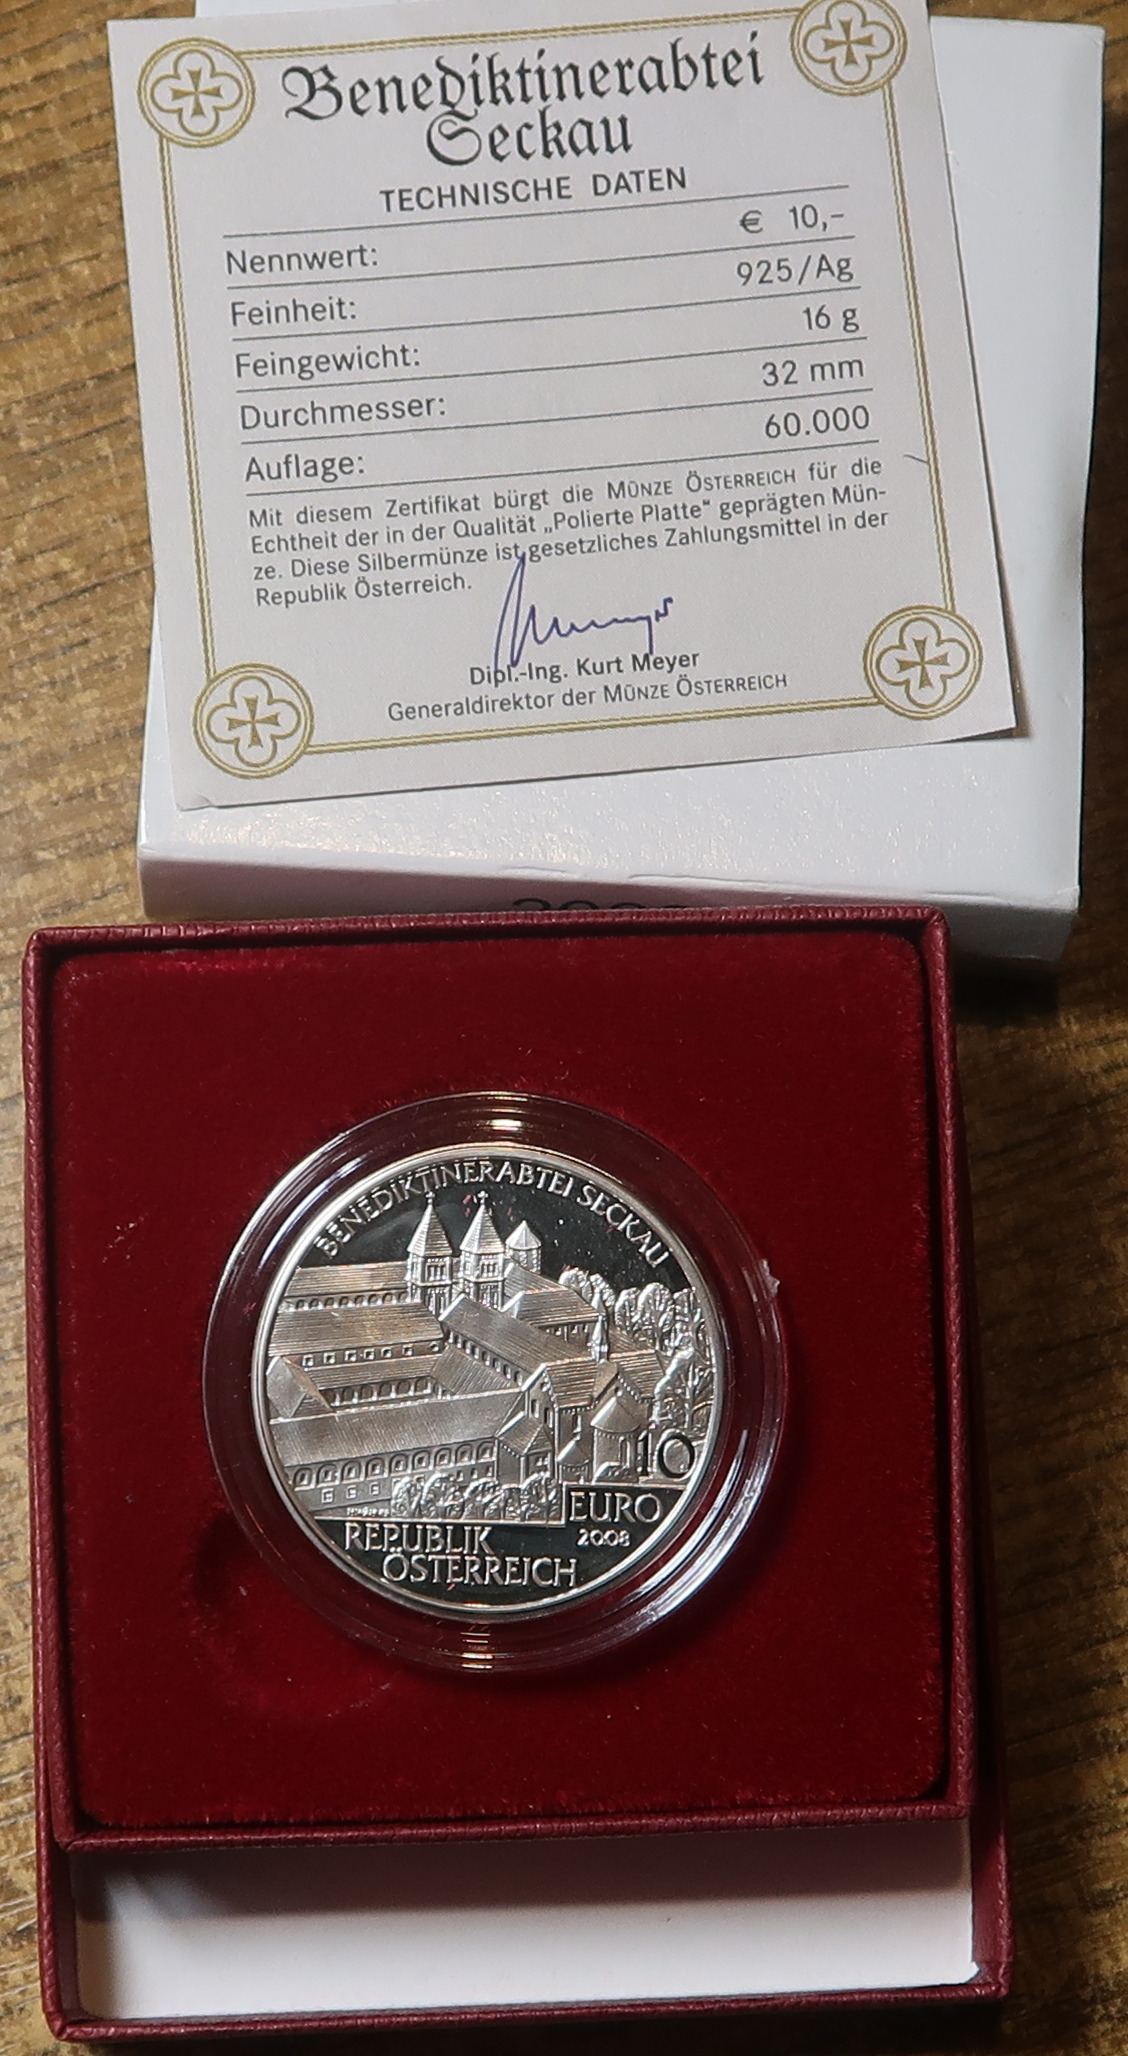 Benediktinerabtei
Seckau
TECHNISCHE DATEN
Nennwert: € 10,–
Feinheit: 925/Ag
Feingewicht: 16 g
Durchmesser: 32 mm
Auflage: 60.000
Mit diesem Zertifikat bürgt die MÜNZE ÖSTERREICH für die
Echtheit der in der Qualität „Polierte Platte“ geprägten Mün-
ze. Diese Silbermünze ist gesetzliches Zahlungsmittel in der
Republik Österreich.
Dipl.-Ing. Kurt Meyer
Generaldirektor der MÜNZE ÖSTERREICH
BENEDIKTINERABTEI SECKAU
10
EURO
2008
REPUBLIK
ÖSTERREICH